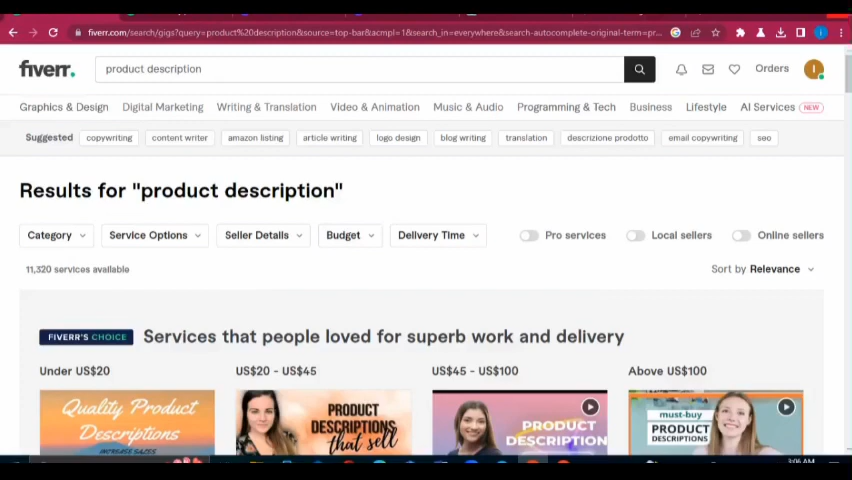 fiverr.com/search/gigs?query=product%20description&source=top-bar&acmpl=1&search_in=everywhere&search-autocomplete-original-term=pr...
fiverr.
product description
Orders
I
Graphics & Design Digital Marketing Writing & Translation Video & Animation Music & Audio Programming & Tech Business Lifestyle AI Services NEW
Suggested copywriting content writer amazon listing article writing logo design blog writing translation descrizione prodotto email copywriting seo
Results for "product description"
Category Service Options Seller Details Budget Delivery Time Pro services Local sellers Online sellers
11,320 services available Sort by Relevance
FIVERR'S CHOICE Services that people loved for superb work and delivery
Under US$20 US$20 - US$45 US$45 - US$100 Above US$100
Quality Product
Descriptions
INCREASE SALES
PRODUCT
DESCRIPTIONS
that sell
PRODUCT
DESCRIPTION
must-buy
PRODUCT
DESCRIPTIONS
3:06 AM